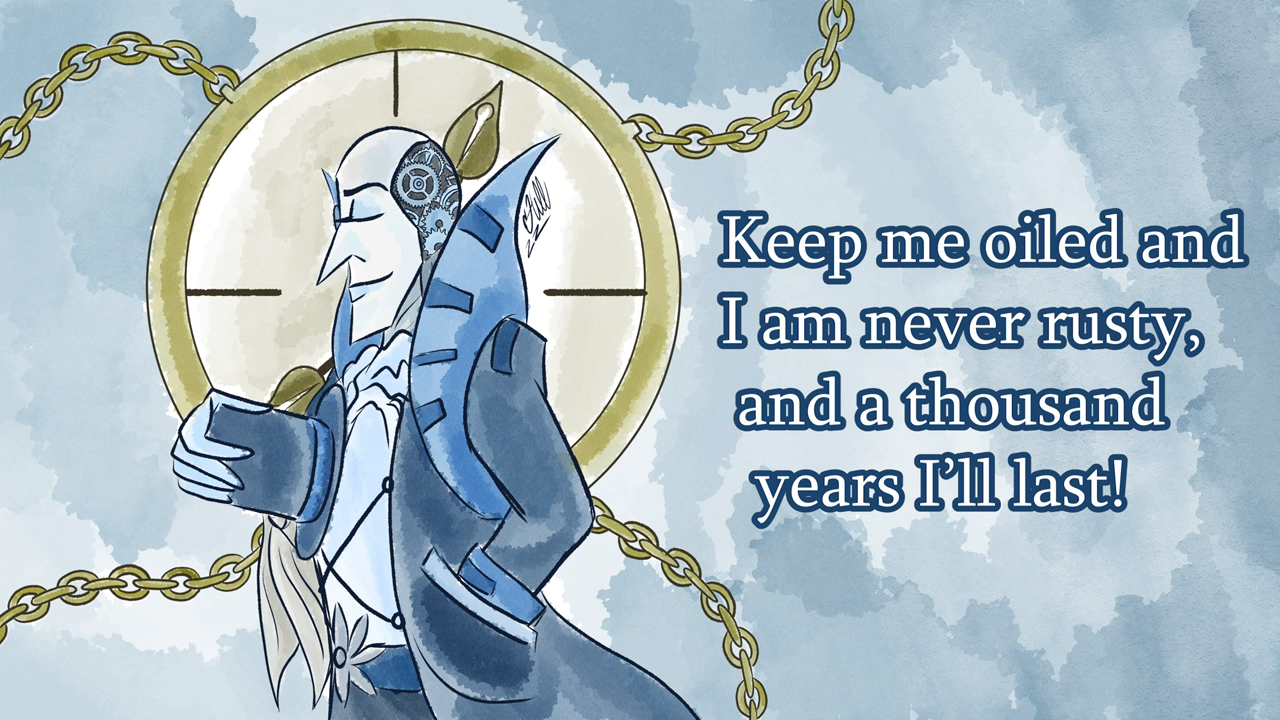 Keep me oiled and
I am never rusty,
and a thousand
years I'll last!